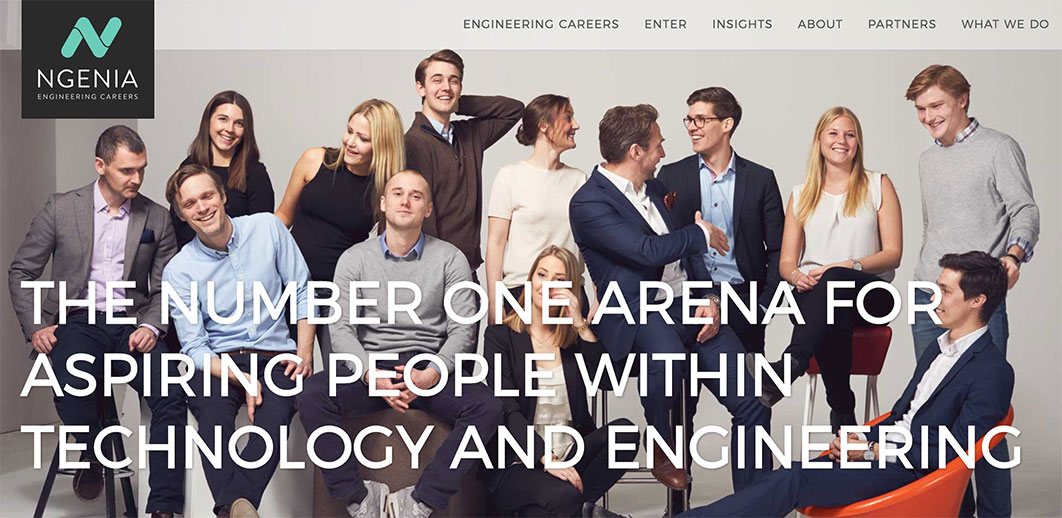 NGENIA
ENGINEERING CAREERS
ENGINEERING CAREERS ENTER INSIGHTS ABOUT PARTNERS WHAT WE DO
THE NUMBER ONE ARENA FOR
ASPIRING PEOPLE WITHIN
TECHNOLOGY AND ENGINEERING